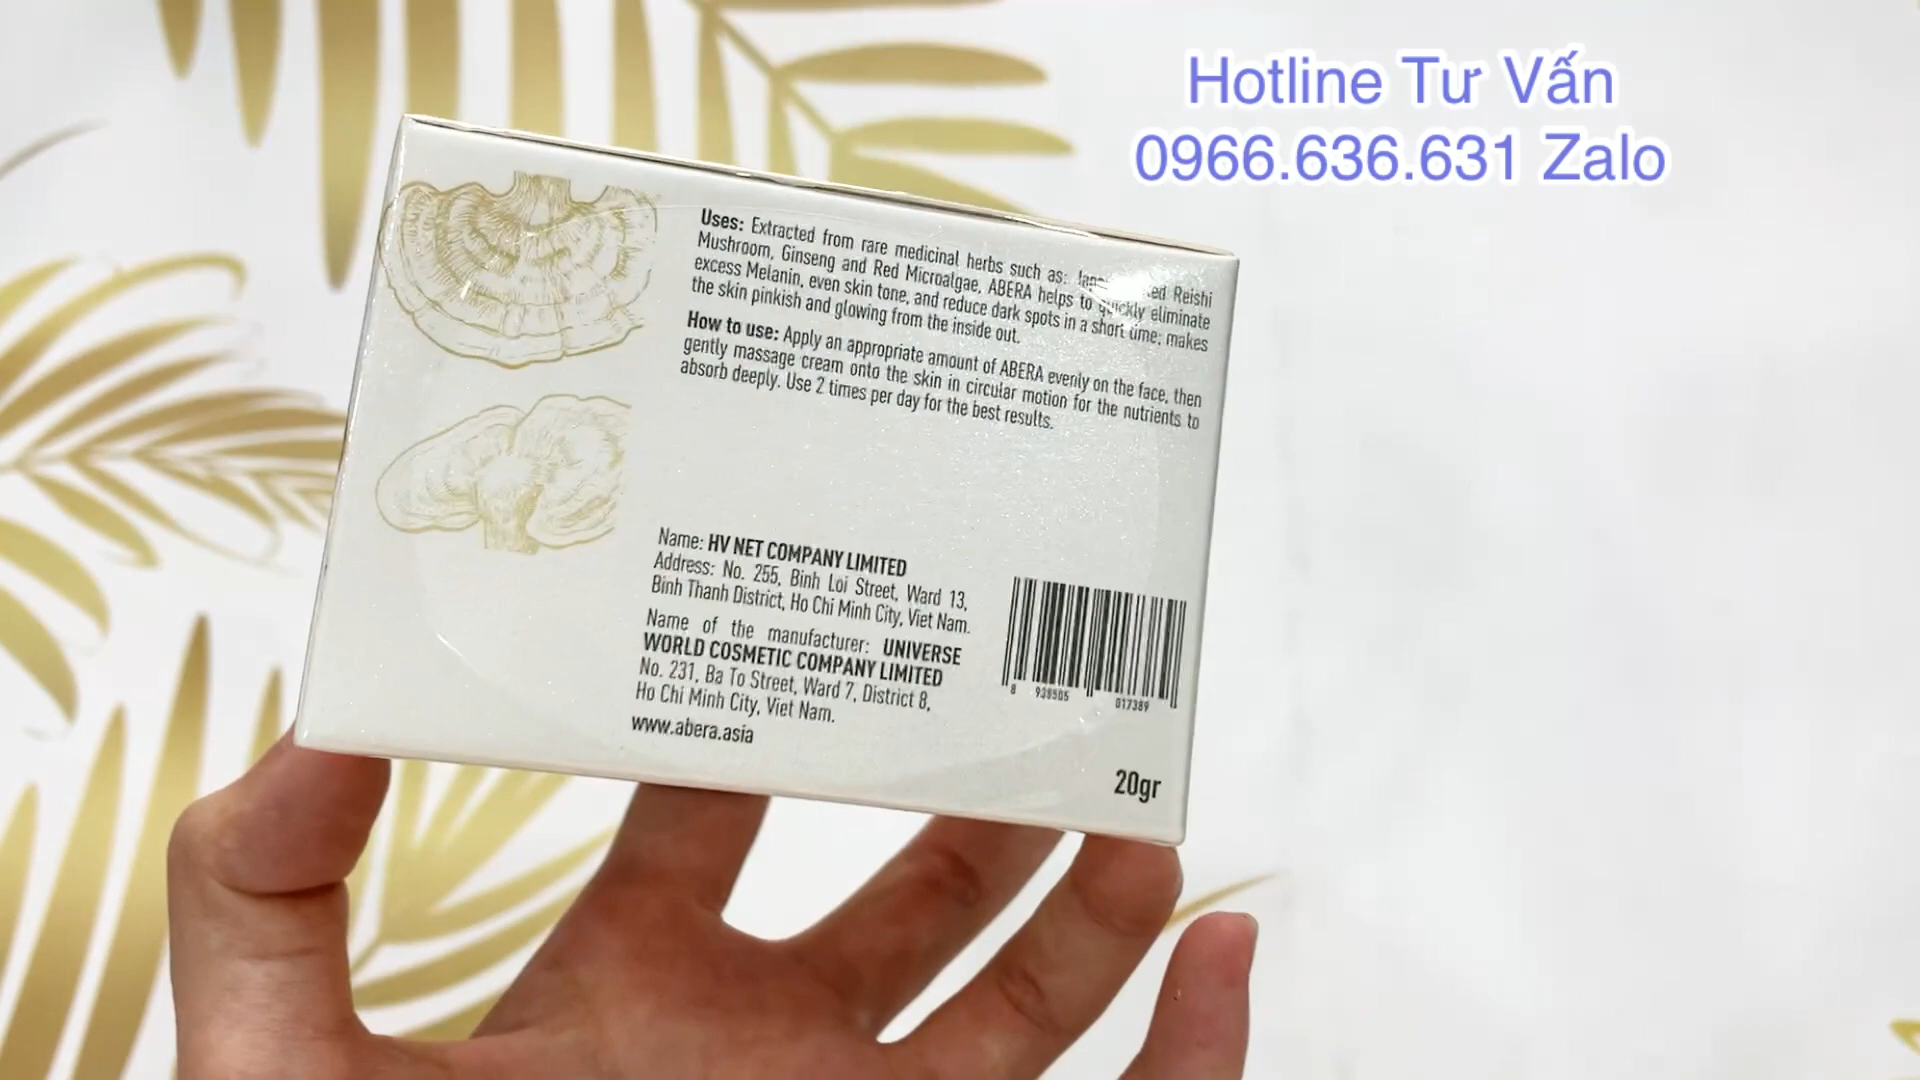 Hotline Tư Vấn
0966.636.631 Zalo
Uses: Extracted from rare medicinal herbs such as: Reishi
Mushroom, Ginseng and Red Microalgae, ABERA helps to quickly eliminate
excess Melanin, even skin tone, and reduce dark spots in a short time; makes
the skin pinkish and glowing from the inside out.
How to use: Apply an appropriate amount of ABERA evenly on the face, then
gently massage cream onto the skin in circular motion for the nutrients to
absorb deeply. Use 2 times per day for the best results.
Name: HV NET COMPANY LIMITED
Address: No. 255, Binh Loi Street, Ward 13,
Binh Thanh District, Ho Chi Minh City, Viet Nam.
Name of the manufacturer: UNIVERSE
WORLD COSMETIC COMPANY LIMITED
No. 231, Ba To Street, Ward 7, District 8,
Ho Chi Minh City, Viet Nam.
www.abera.asia
8 938505 017389
20gr